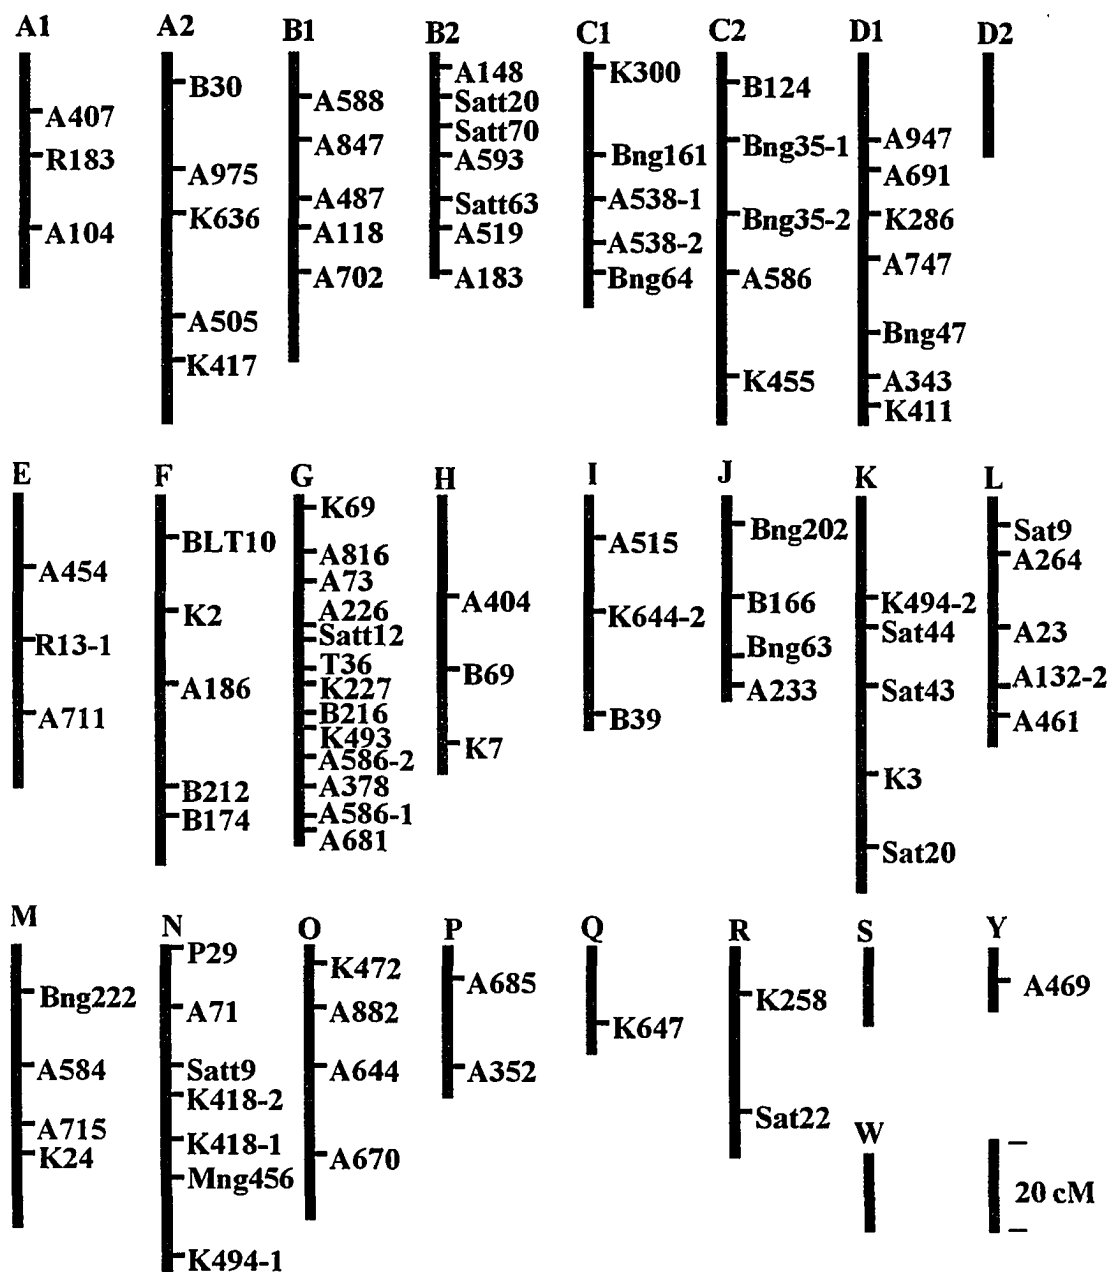 A1 A2 B1 B2 C1 C2 D1 D2
A407
R183
A104
B30
A975
K636
A505
K417
A588
A847
A487
A118
A702
A148
Satt20
Satt70
A593
Satt63
A519
A183
K300
Bng161
A538-1
A538-2
Bng64
B124
Bng35-1
Bng35-2
A586
K455
A947
A691
K286
A747
Bng47
A343
K411
E F G H I J K L
A454
R13-1
A711
BLT10
K2
A186
B212
B174
K69
A816
A73
A226
Satt12
T36
K227
B216
K493
A586-2
A378
A586-1
A681
A404
B69
K7
A515
K644-2
B39
Bng202
B166
Bng63
A233
K494-2
Sat44
Sat43
K3
Sat20
Sat9
A264
A23
A132-2
A461
M N O P Q R S Y
Bng222
A584
A715
K24
P29
A71
Satt9
K418-2
K418-1
Mng456
K494-1
K472
A882
A644
A670
A685
A352
K647
K258
Sat22
W
A469
20 cM